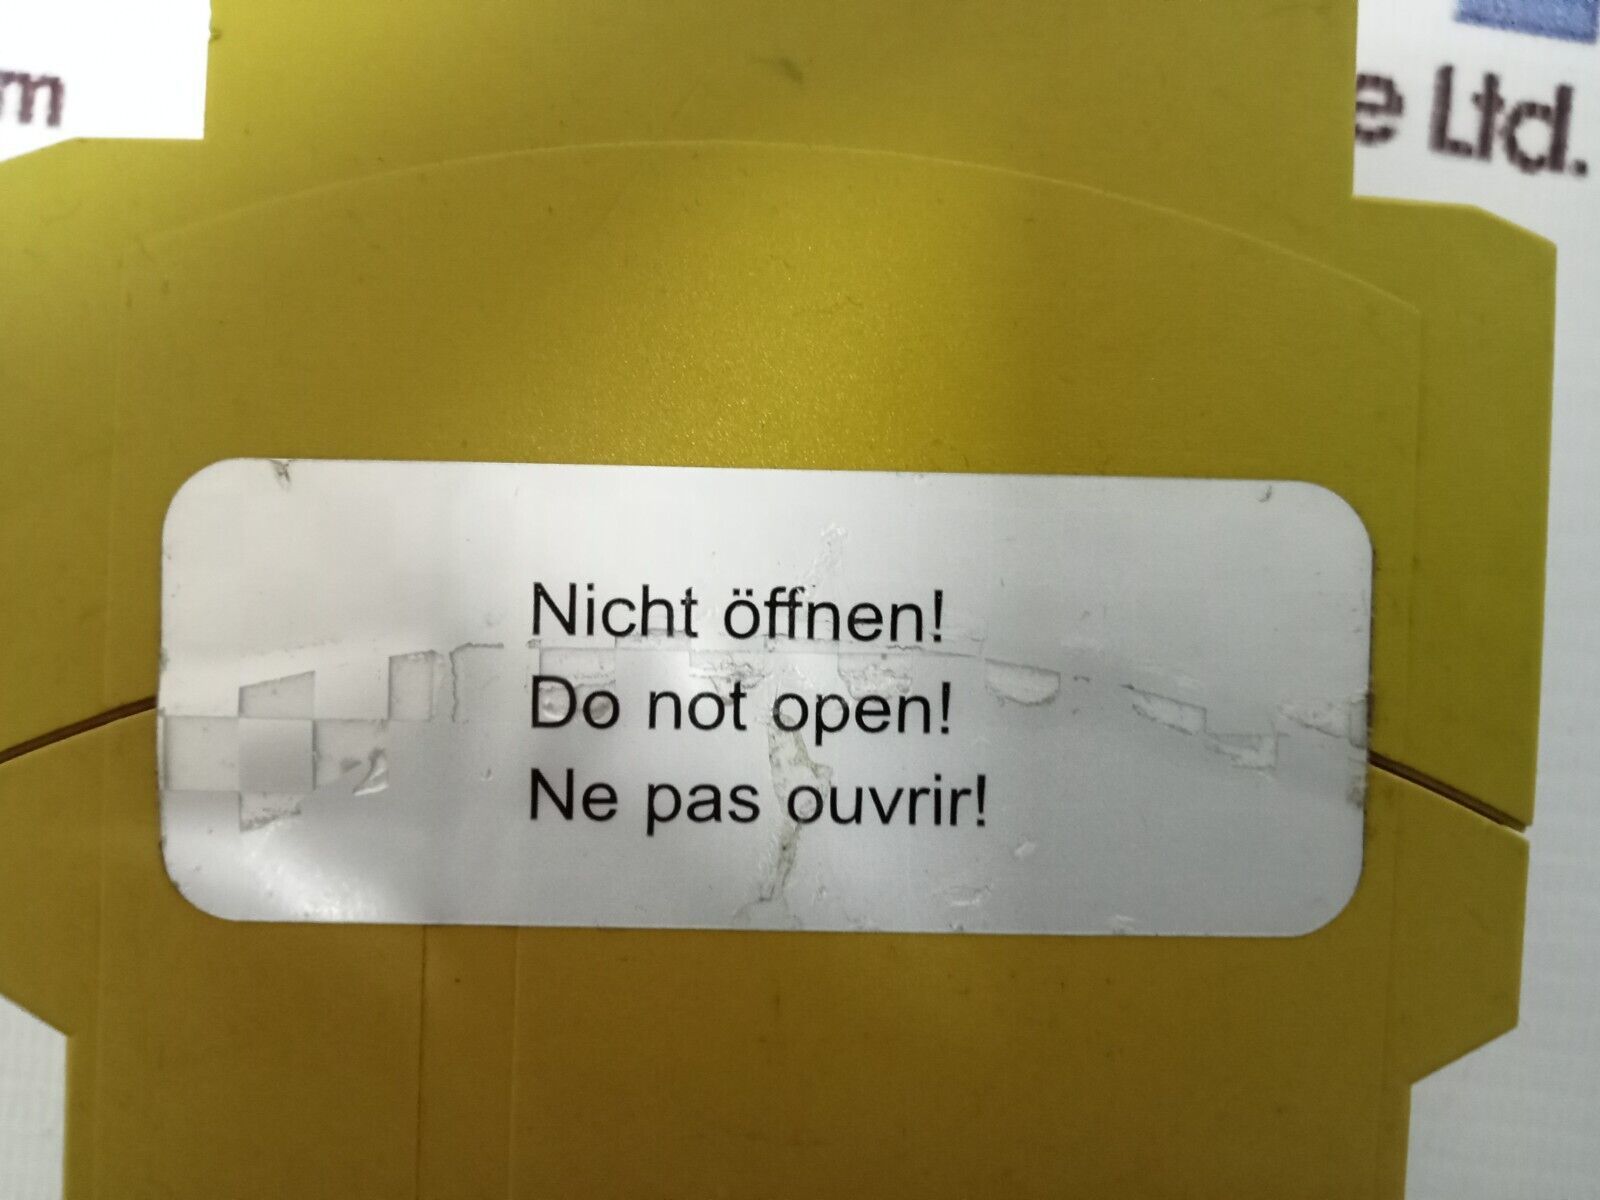 m
e Ltd.
Nicht öffnen!
Do not open!
Ne pas ouvrir!